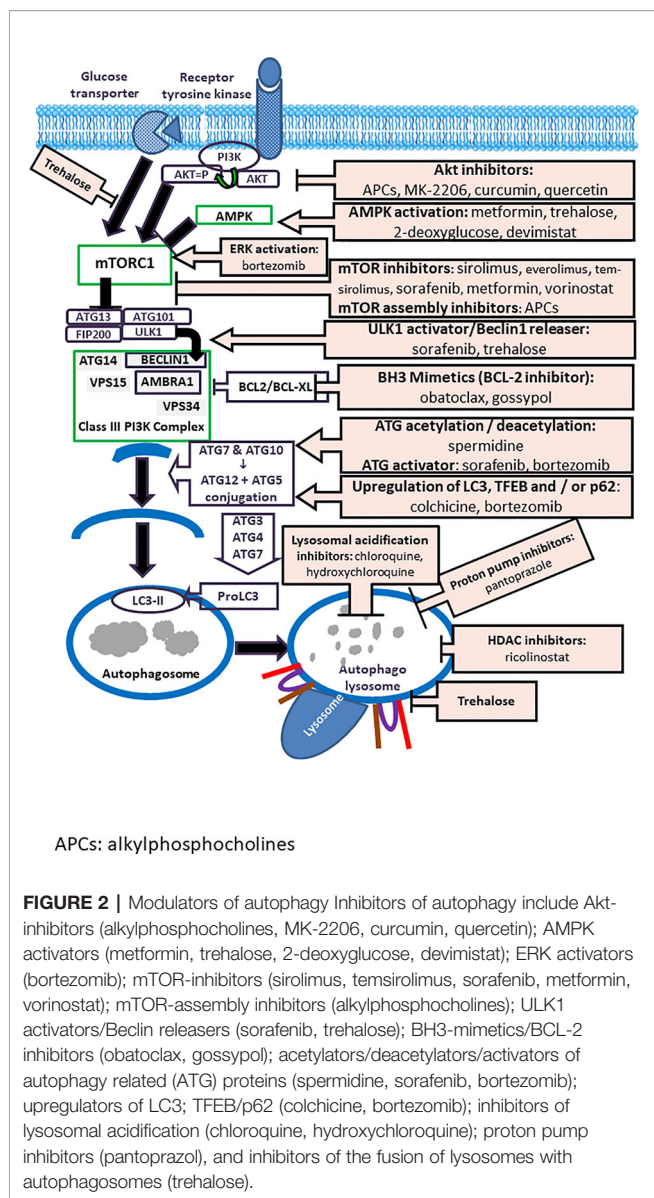 Glucose
transporter
Receptor
tyrosine kinase
PI3K
AKT=P
AKT
Trehalose
Akt inhibitors:
APCs, MK-2206, curcumin, quercetin
AMPK
AMPK activation: metformin, trehalose,
2-deoxyglucose, devimistat
mTORC1
ERK activation:
bortezomib
mTOR inhibitors: sirolimus, everolimus, tem-
sirolimus, sorafenib, metformin, vorinostat
mTOR assembly inhibitors: APCs
ATG13
ATG101
FIP200
ULK1
ULK1 activator/Beclin1 releaser:
sorafenib, trehalose
ATG14
BECLIN1
VPS15
AMBRA1
VPS34
Class III PI3K Complex
BCL2/BCL-XL
BH3 Mimetics (BCL-2 inhibitor):
obatoclax, gossypol
ATG7 & ATG10
↓
ATG12 + ATG5
conjugation
ATG acetylation / deacetylation:
spermidine
ATG activator: sorafenib, bortezomib
Upregulation of LC3, TFEB and / or p62:
colchicine, bortezomib
ATG3
ATG4
ATG7
Lysosomal acidification
inhibitors: chloroquine,
hydroxychloroquine
Proton pump inhibitors:
pantoprazole
LC3-II
ProLC3
Autophagosome
Autophago
lysosome
Lysosome
HDAC inhibitors:
ricolinostat
Trehalose
APCs: alkylphosphocholines
FIGURE 2 | Modulators of autophagy Inhibitors of autophagy include Akt-
inhibitors (alkylphosphocholines, MK-2206, curcumin, quercetin); AMPK
activators (metformin, trehalose, 2-deoxyglucose, devimistat); ERK activators
(bortezomib); mTOR-inhibitors (sirolimus, temsirolimus, sorafenib, metformin,
vorinostat); mTOR-assembly inhibitors (alkylphosphocholines); ULK1
activators/Beclin releasers (sorafenib, trehalose); BH3-mimetics/BCL-2
inhibitors (obatoclax, gossypol); acetylators/deacetylators/activators of
autophagy related (ATG) proteins (spermidine, sorafenib, bortezomib);
upregulators of LC3; TFEB/p62 (colchicine, bortezomib); inhibitors of
lysosomal acidification (chloroquine, hydroxychloroquine); proton pump
inhibitors (pantoprazol), and inhibitors of the fusion of lysosomes with
autophagosomes (trehalose).